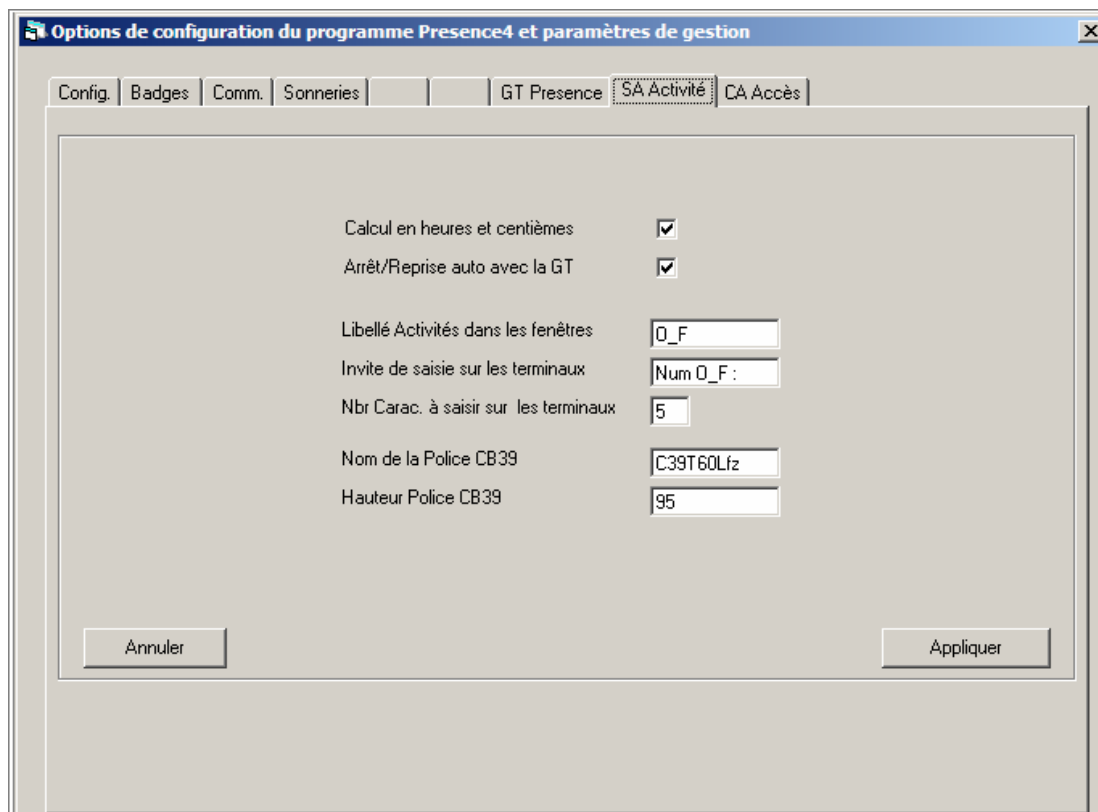 Options de configuration du programme Presence4 et paramètres de gestion
Config. Badges Comm. Sonneries GT Presence SA Activité CA Accès
Calcul en heures et centièmes
Arrêt/Reprise auto avec la GT
Libellé Activités dans les fenêtres O_F
Invite de saisie sur les terminaux Num O_F :
Nbr Carac. à saisir sur les terminaux 5
Nom de la Police CB39 C39T60Lfz
Hauteur Police CB39 95
Annuler Appliquer